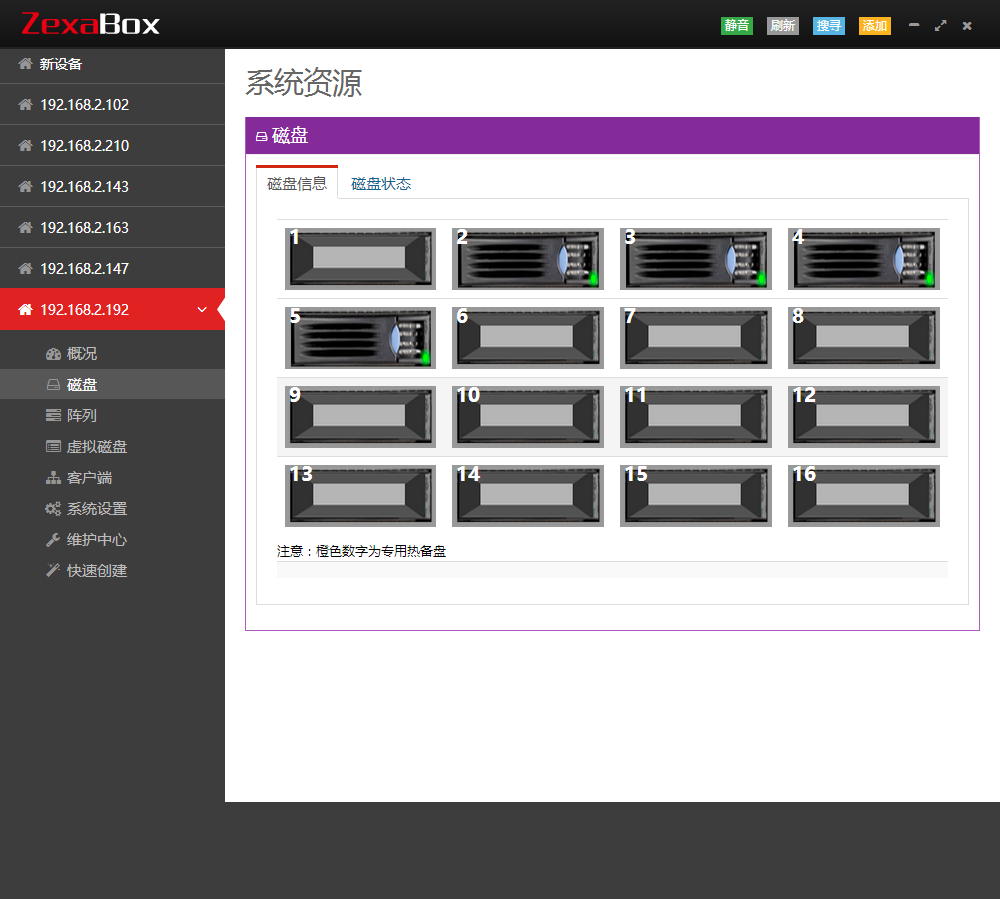 ZexaBox
静音 刷新 搜寻 添加
新设备
192.168.2.102
192.168.2.210
192.168.2.143
192.168.2.163
192.168.2.147
192.168.2.192
概况
磁盘
阵列
虚拟磁盘
客户端
系统设置
维护中心
快速创建
系统资源
磁盘
磁盘信息 磁盘状态
1 2 3 4
5 6 7 8
9 10 11 12
13 14 15 16
注意：橙色数字为专用热备盘